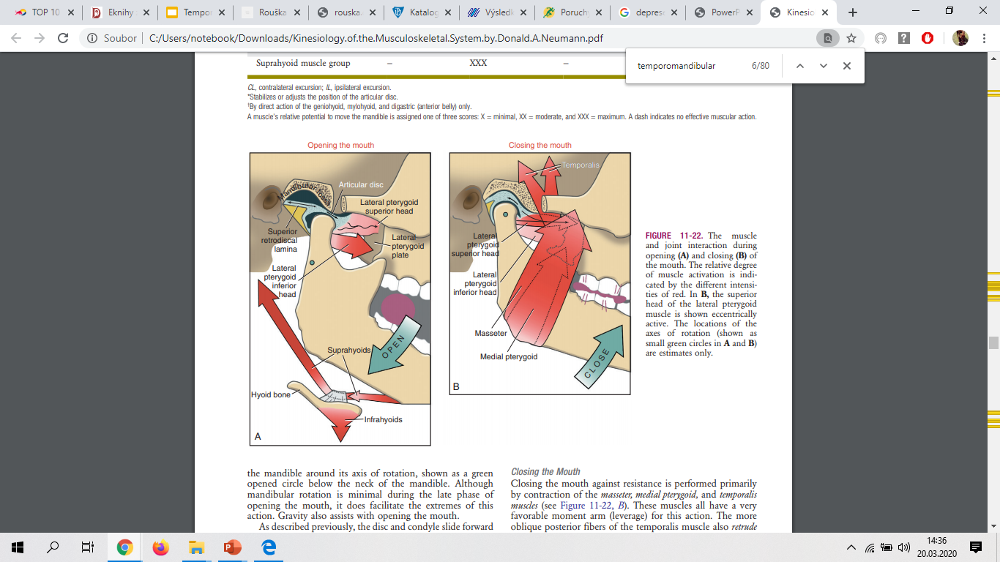 TOP 10
Eknihy
Tempor
Rouška
rouska
Katalog
Výsled
Poruch
depres
PowerP
Kinesio
Soubor
C:/Users/notebook/Downloads/Kinesiology.of.the.Musculoskeletal.System.by.Donald.A.Neumann.pdf
temporomandibular 6/80
Suprahyoid muscle group – XXX –
CL, contralateral excursion; IL, ipsilateral excursion.
*Stabilizes or adjusts the position of the articular disc.
†By direct action of the geniohyoid, mylohyoid, and digastric (anterior belly) only.
A muscle's relative potential to move the mandible is assigned one of three scores: X = minimal, XX = moderate, and XXX = maximum. A dash indicates no effective muscular action.
Opening the mouth
Mandibular fossa
Articular disc
Lateral pterygoid
superior head
Superior
retrodiscal
lamina
Lateral
pterygoid
plate
Lateral
pterygoid
inferior
head
Suprahyoids
OPEN
Hyoid bone
Infrahyoids
A
Closing the mouth
Temporalis
Lateral
pterygoid
superior head
Lateral
pterygoid
inferior head
Masseter
Medial pterygoid
CLOSE
B
FIGURE 11-22. The muscle
and joint interaction during
opening (A) and closing (B) of
the mouth. The relative degree
of muscle activation is indi-
cated by the different intensi-
ties of red. In B, the superior
head of the lateral pterygoid
muscle is shown eccentrically
active. The locations of the
axes of rotation (shown as
small green circles in A and B)
are estimates only.
the mandible around its axis of rotation, shown as a green
opened circle below the neck of the mandible. Although
mandibular rotation is minimal during the late phase of
opening the mouth, it does facilitate the extremes of this
action. Gravity also assists with opening the mouth.
As described previously, the disc and condyle slide forward
Closing the Mouth
Closing the mouth against resistance is performed primarily
by contraction of the masseter, medial pterygoid, and temporalis
muscles (see Figure 11-22, B). These muscles all have a very
favorable moment arm (leverage) for this action. The more
oblique posterior fibers of the temporalis muscle also retrude
14:36
20.03.2020